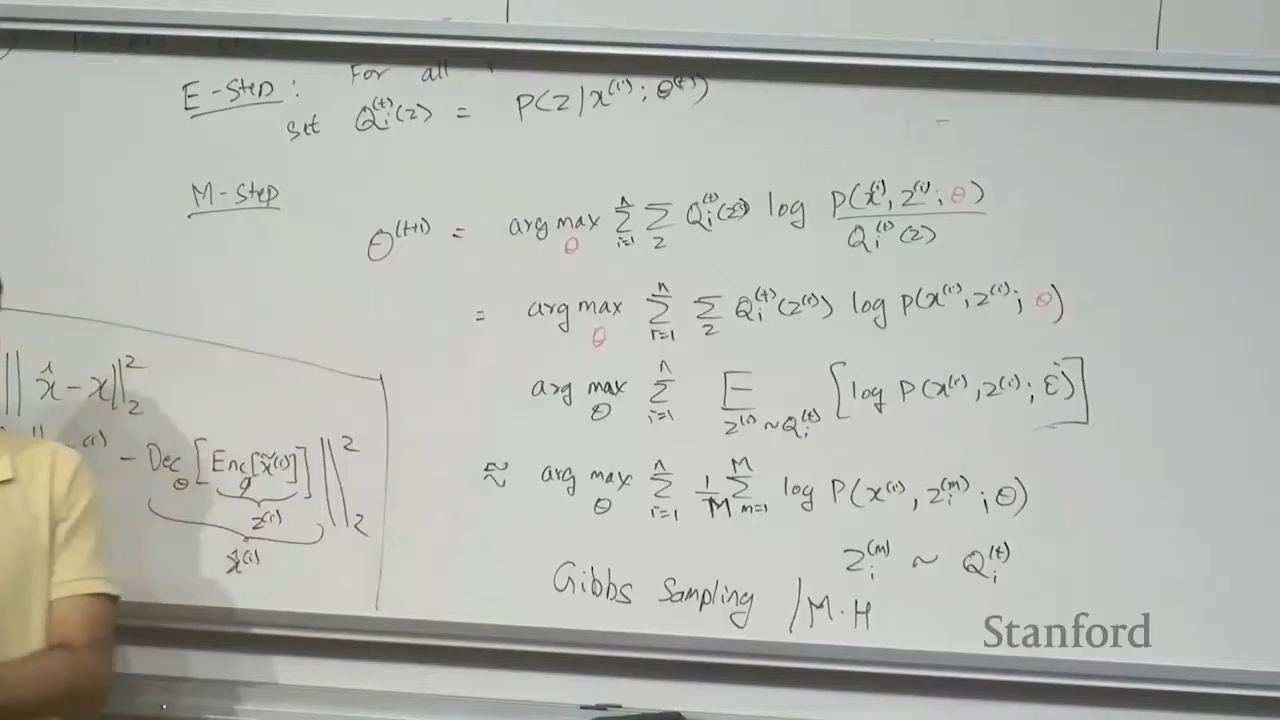 E-Step: For all
set Q_i^(t)(z) = P(z|x^(i); θ^(t))
M-Step
θ^(t+1) = arg max_θ Σ_{i=1}^n Σ_z Q_i^(t)(z) log P(x^(i), z^(i); θ) / Q_i^(t)(z)
= arg max_θ Σ_{i=1}^n Σ_z Q_i^(t)(z^(i)) log P(x^(i), z^(i); θ)
arg max_θ Σ_{i=1}^n E_{z^(i) ~ Q_i^(t)} [log P(x^(i), z^(i); θ)]
≈ arg max_θ Σ_{i=1}^n 1/M Σ_{m=1}^M log P(x^(i), z_i^(m); θ)
z_i^(m) ~ Q_i^(t)
Gibbs Sampling / M.H
|| x̂ - x ||_2^2
^(i) - Dec_θ [Enc_φ[x̃^(i)]] ||_2^2
z^(i)
x̂^(i)
Stanford